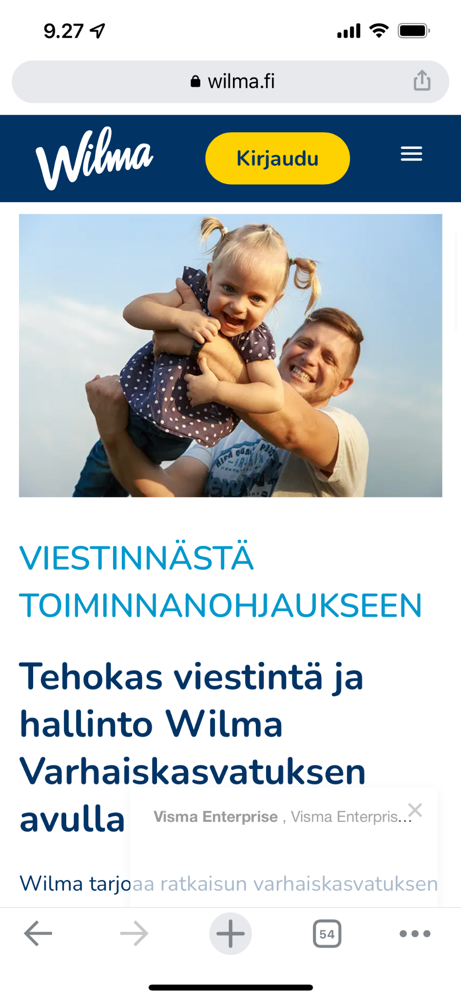 9.27
wilma.fi
Wilma
Kirjaudu
VIESTINNÄSTÄ
TOIMINNANOHJAUKSEEN
Tehokas viestintä ja
hallinto Wilma
Varhaiskasvatuksen
avulla
Visma Enterprise , Visma Enterpris...
Wilma tarjoaa ratkaisun varhaiskasvatuksen
54